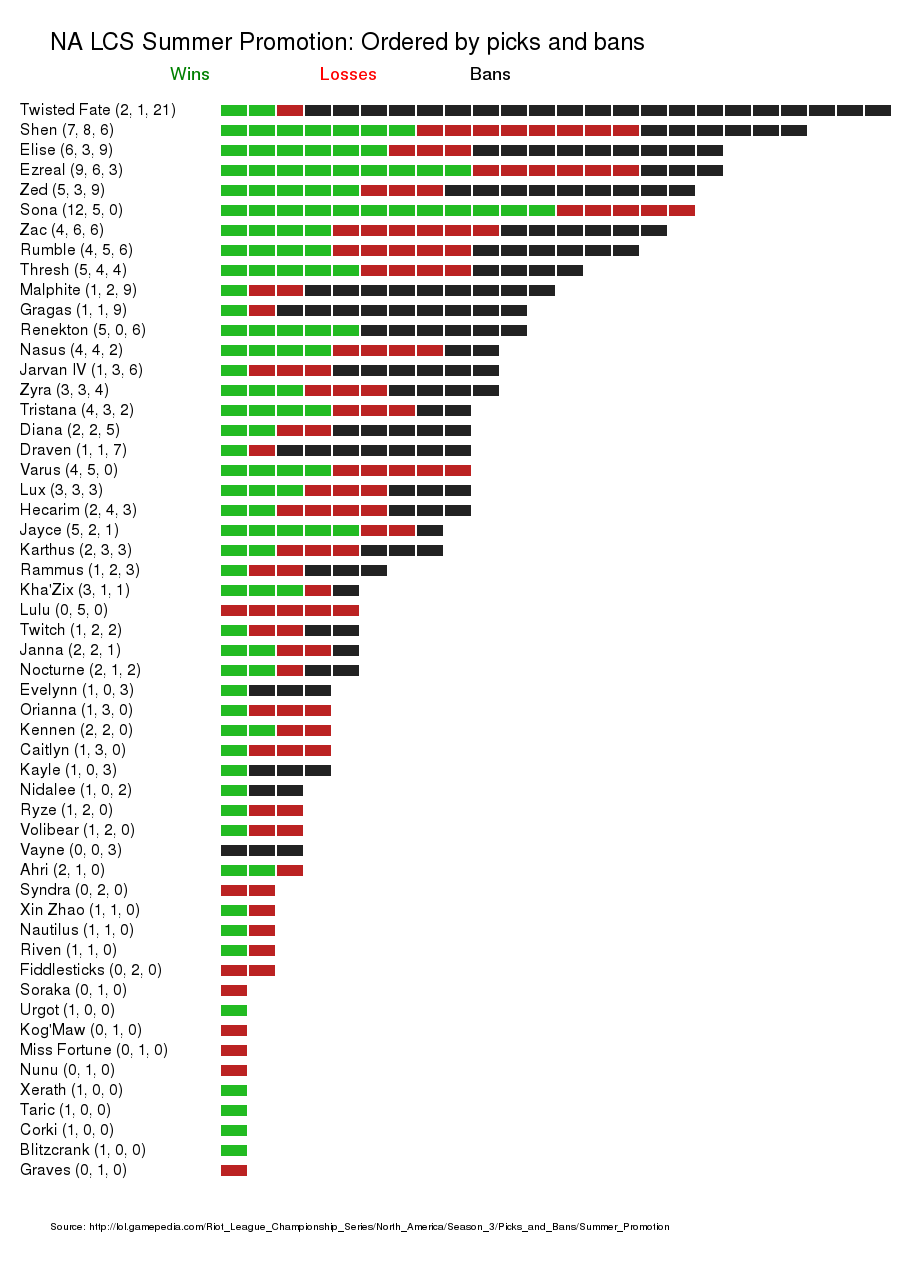 NA LCS Summer Promotion: Ordered by picks and bans
Wins Losses Bans
Twisted Fate (2, 1, 21)
Shen (7, 8, 6)
Elise (6, 3, 9)
Ezreal (9, 6, 3)
Zed (5, 3, 9)
Sona (12, 5, 0)
Zac (4, 6, 6)
Rumble (4, 5, 6)
Thresh (5, 4, 4)
Malphite (1, 2, 9)
Gragas (1, 1, 9)
Renekton (5, 0, 6)
Nasus (4, 4, 2)
Jarvan IV (1, 3, 6)
Zyra (3, 3, 4)
Tristana (4, 3, 2)
Diana (2, 2, 5)
Draven (1, 1, 7)
Varus (4, 5, 0)
Lux (3, 3, 3)
Hecarim (2, 4, 3)
Jayce (5, 2, 1)
Karthus (2, 3, 3)
Rammus (1, 2, 3)
Kha'Zix (3, 1, 1)
Lulu (0, 5, 0)
Twitch (1, 2, 2)
Janna (2, 2, 1)
Nocturne (2, 1, 2)
Evelynn (1, 0, 3)
Orianna (1, 3, 0)
Kennen (2, 2, 0)
Caitlyn (1, 3, 0)
Kayle (1, 0, 3)
Nidalee (1, 0, 2)
Ryze (1, 2, 0)
Volibear (1, 2, 0)
Vayne (0, 0, 3)
Ahri (2, 1, 0)
Syndra (0, 2, 0)
Xin Zhao (1, 1, 0)
Nautilus (1, 1, 0)
Riven (1, 1, 0)
Fiddlesticks (0, 2, 0)
Soraka (0, 1, 0)
Urgot (1, 0, 0)
Kog'Maw (0, 1, 0)
Miss Fortune (0, 1, 0)
Nunu (0, 1, 0)
Xerath (1, 0, 0)
Taric (1, 0, 0)
Corki (1, 0, 0)
Blitzcrank (1, 0, 0)
Graves (0, 1, 0)
Source: http://lol.gamepedia.com/Riot_League_Championship_Series/North_America/Season_3/Picks_and_Bans/Summer_Promotion